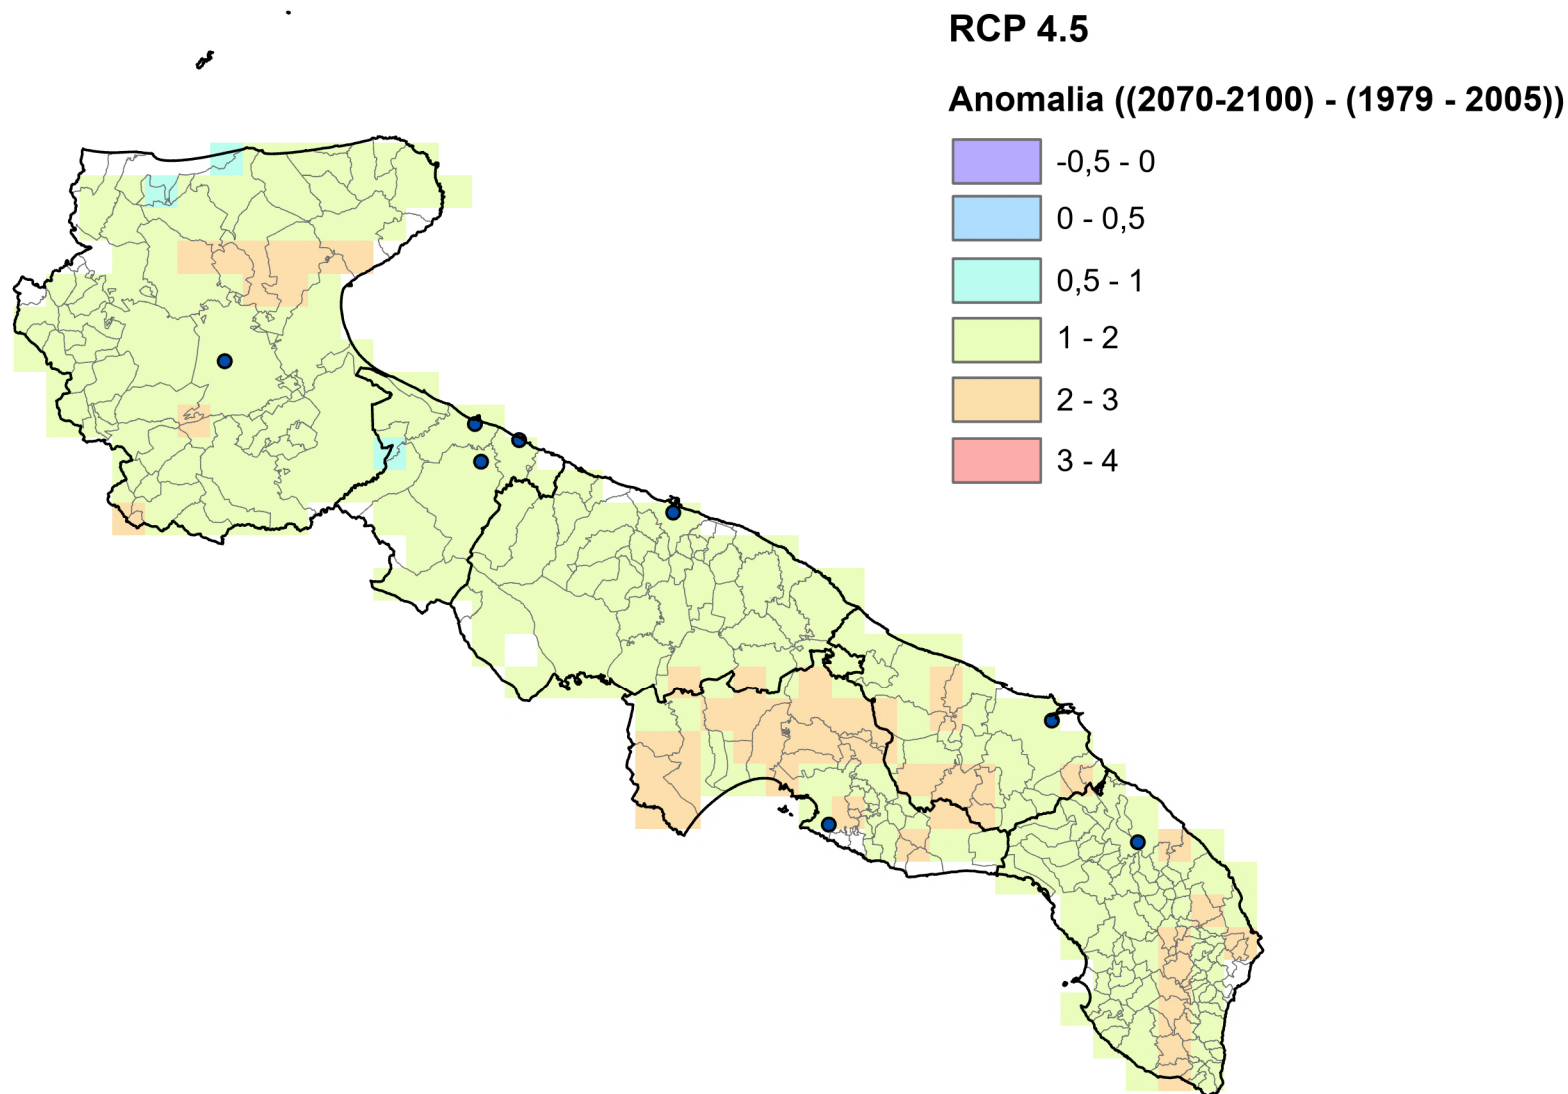 RCP 4.5
Anomalia ((2070-2100) - (1979 - 2005))
-0,5 - 0
0 - 0,5
0,5 - 1
1 - 2
2 - 3
3 - 4